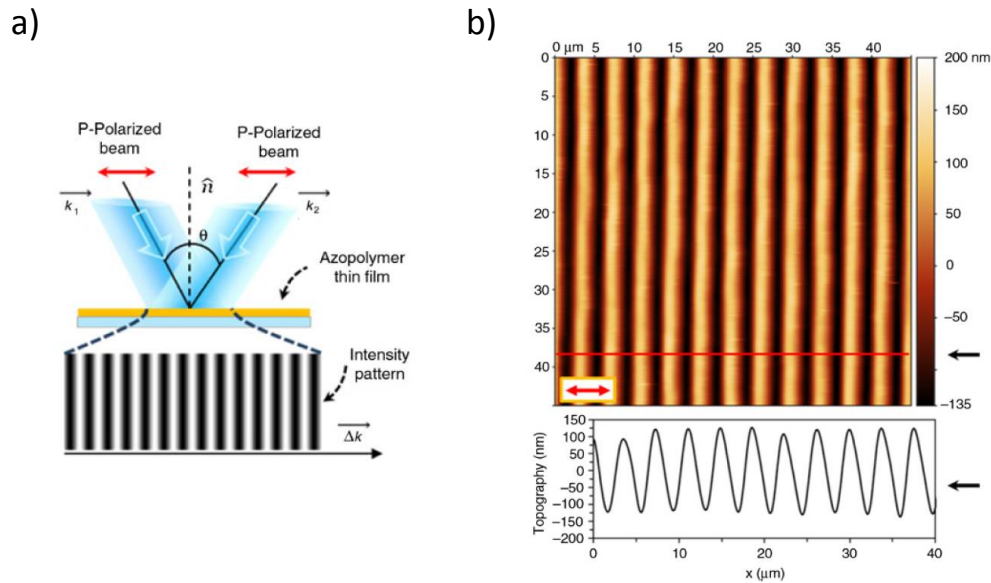 a)
P-Polarized
beam
P-Polarized
beam
n̂
k₁
k₂
θ
Azopolymer
thin film
Intensity
pattern
Δk
b)
0 µm 5 10 15 20 25 30 35 40
0
5
10
15
20
25
30
35
40
200 nm
150
100
50
0
−50
−135
Topography (nm)
150
100
50
0
−50
−100
−150
−200
0 10 20 30 40
x (µm)